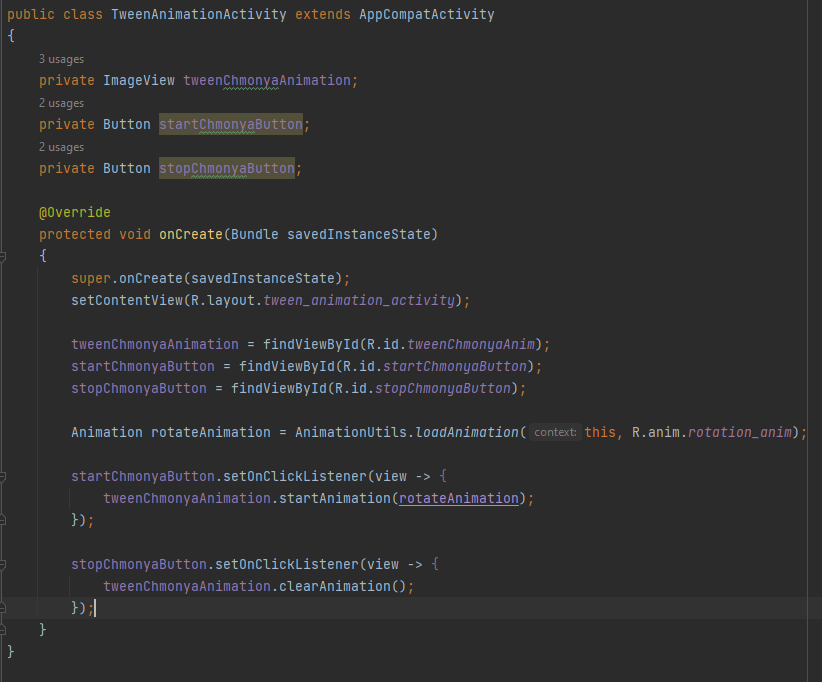 public class TweenAnimationActivity extends AppCompatActivity
{
3 usages
private ImageView tweenChmonyaAnimation;
2 usages
private Button startChmonyaButton;
2 usages
private Button stopChmonyaButton;
@Override
protected void onCreate(Bundle savedInstanceState)
{
super.onCreate(savedInstanceState);
setContentView(R.layout.tween_animation_activity);
tweenChmonyaAnimation = findViewById(R.id.tweenChmonyaAnim);
startChmonyaButton = findViewById(R.id.startChmonyaButton);
stopChmonyaButton = findViewById(R.id.stopChmonyaButton);
Animation rotateAnimation = AnimationUtils.loadAnimation( context: this, R.anim.rotation_anim);
startChmonyaButton.setOnClickListener(view -> {
tweenChmonyaAnimation.startAnimation(rotateAnimation);
});
stopChmonyaButton.setOnClickListener(view -> {
tweenChmonyaAnimation.clearAnimation();
});
}
}